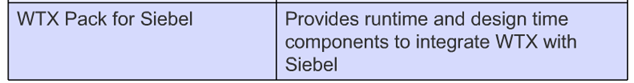 WTX Pack for Siebel
Provides runtime and design time
components to integrate WTX with
Siebel